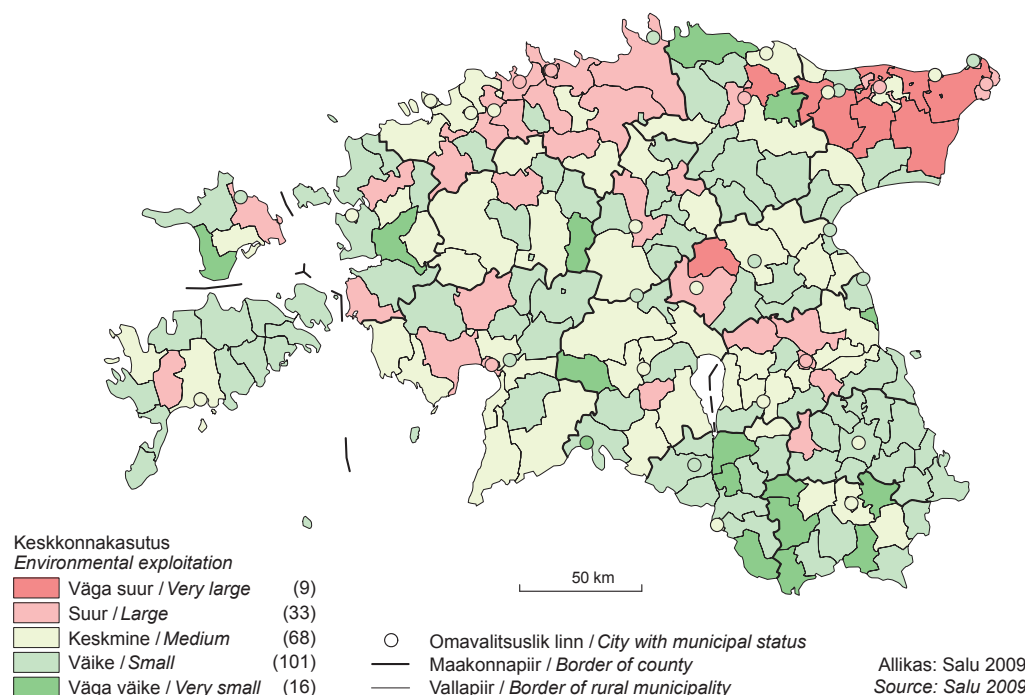 Keskkonnakasutus
Environmental exploitation
Väga suur / Very large (9)
Suur / Large (33)
Keskmine / Medium (68)
Väike / Small (101)
Väga väike / Very small (16)
50 km
Omavalitsuslik linn / City with municipal status
Maakonnapiir / Border of county
Vallapiir / Border of rural municipality
Allikas: Salu 2009
Source: Salu 2009